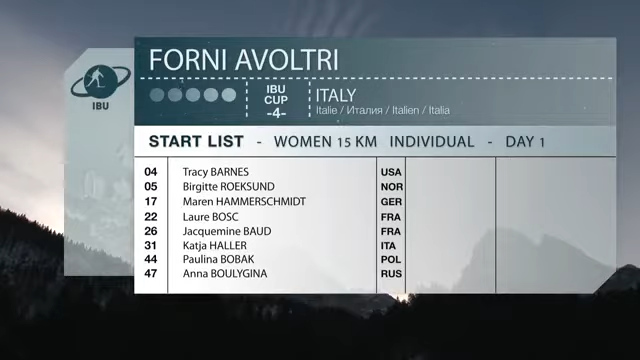 FORNI AVOLTRI
IBU
IBU
CUP
-4-
ITALY
Italie / Италия / Italien / Italia
START LIST - WOMEN 15 KM INDIVIDUAL - DAY 1
04 Tracy BARNES USA
05 Birgitte ROEKSUND NOR
17 Maren HAMMERSCHMIDT GER
22 Laure BOSC FRA
26 Jacquemine BAUD FRA
31 Katja HALLER ITA
44 Paulina BOBAK POL
47 Anna BOULYGINA RUS